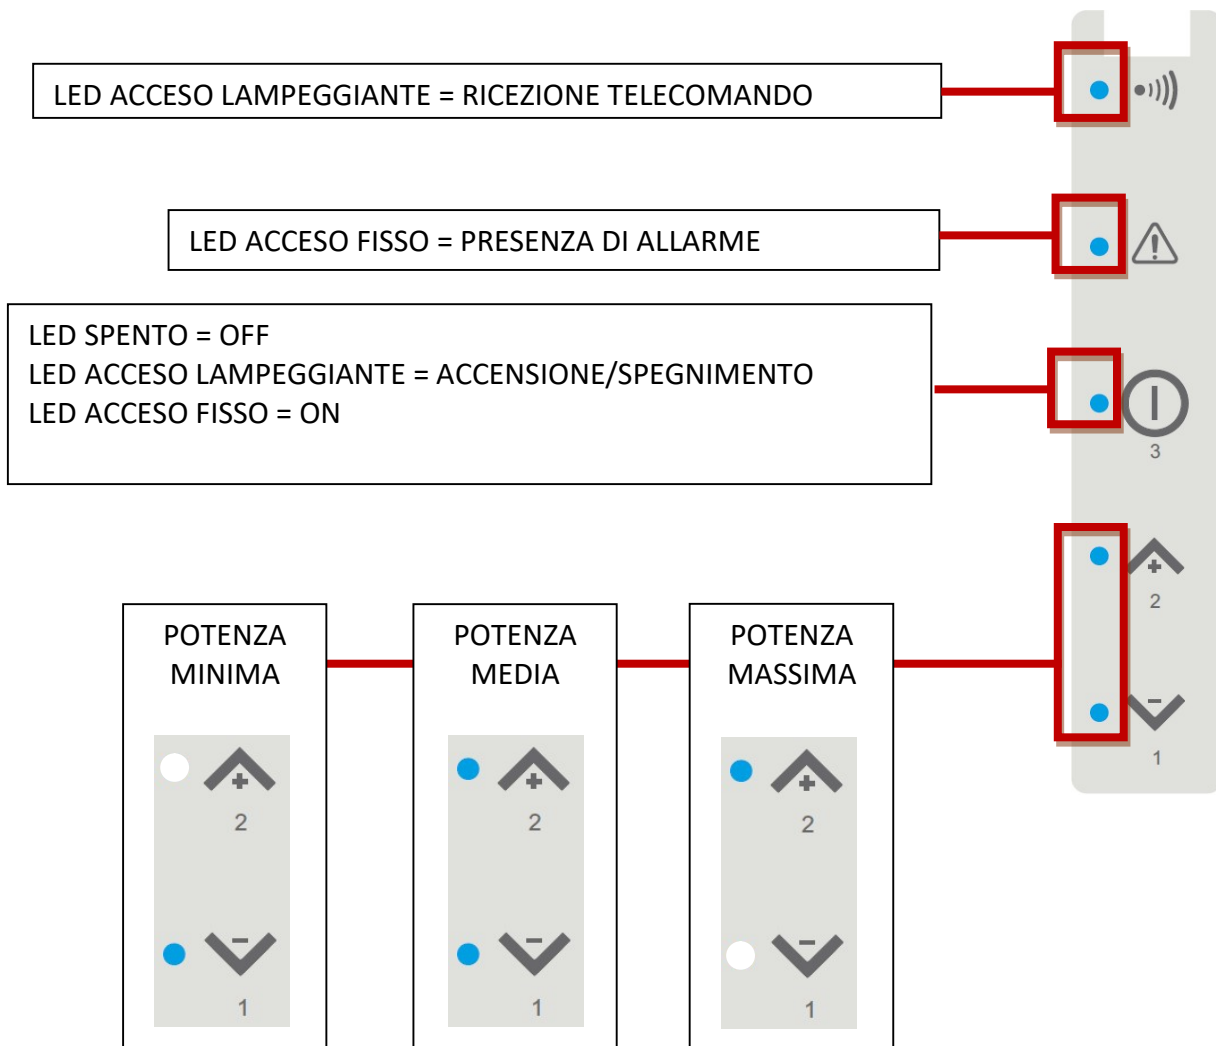 LED ACCESO LAMPEGGIANTE = RICEZIONE TELECOMANDO
LED ACCESO FISSO = PRESENZA DI ALLARME
LED SPENTO = OFF
LED ACCESO LAMPEGGIANTE = ACCENSIONE/SPEGNIMENTO
LED ACCESO FISSO = ON
3
2
1
POTENZA
MINIMA
2
1
POTENZA
MEDIA
2
1
POTENZA
MASSIMA
2
1